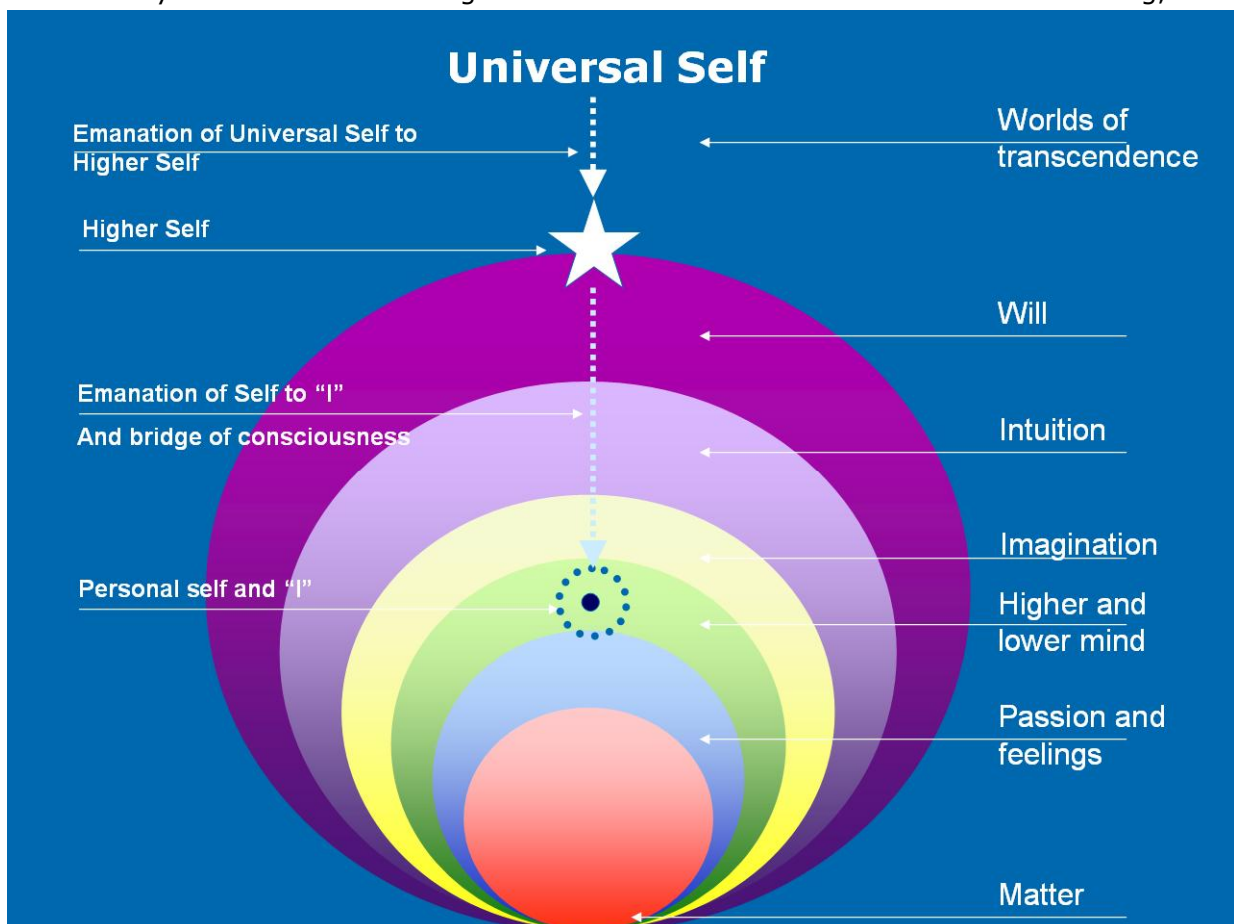 Universal Self
Emanation of Universal Self to
Higher Self
Worlds of
transcendence
Higher Self
Will
Emanation of Self to “I”
And bridge of consciousness
Intuition
Imagination
Personal self and “I”
Higher and
lower mind
Passion and
feelings
Matter